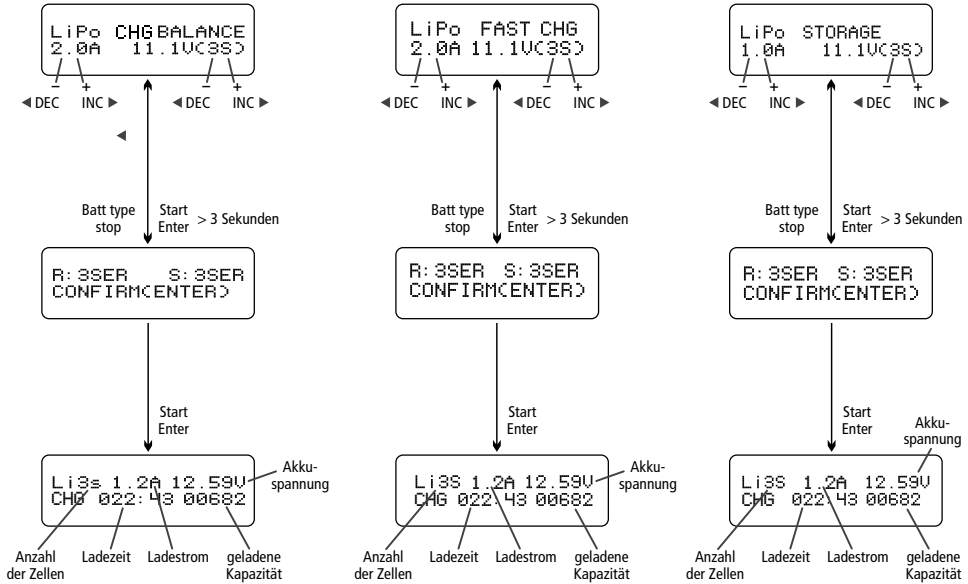 LiPo CHG BALANCE
2.0A 11.1V(3S)
– + – +
◀ DEC INC ▶ ◀ DEC INC ▶
◀
Batt type
stop
Start
Enter
> 3 Sekunden
R:3SER S:3SER
CONFIRM(ENTER)
Start
Enter
Li3s 1.2A 12.59V
CHG 022:43 00682
Akku-
spannung
Anzahl
der Zellen
Ladezeit
Ladestrom
geladene
Kapazität
LiPo FAST CHG
2.0A 11.1V(3S)
– + – +
◀ DEC INC ▶ ◀ DEC INC ▶
Batt type
stop
Start
Enter
> 3 Sekunden
R:3SER S:3SER
CONFIRM(ENTER)
Start
Enter
Li3S 1.2A 12.59V
CHG 022:43 00682
Akku-
spannung
Anzahl
der Zellen
Ladezeit
Ladestrom
geladene
Kapazität
LiPo STORAGE
1.0A 11.1V(3S)
– + – +
◀ DEC INC ▶ ◀ DEC INC ▶
Batt type
stop
Start
Enter
> 3 Sekunden
R:3SER S:3SER
CONFIRM(ENTER)
Start
Enter
Akku-
spannung
Li3S 1.2A 12.59V
CHG 022:43 00682
Anzahl
der Zellen
Ladezeit
Ladestrom
geladene
Kapazität